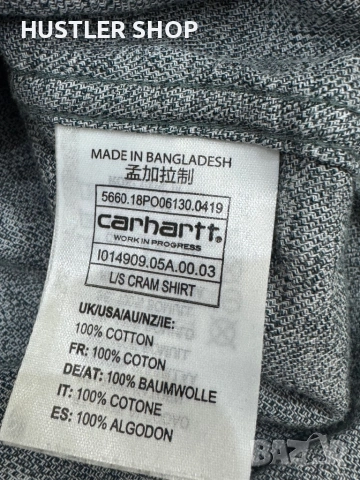 HUSTLER SHOP
MADE IN BANGLADESH
孟加拉制
5660.18PO06130.0419
carhartt®
WORK IN PROGRESS
I014909.05A.00.03
L/S CRAM SHIRT
UK/USA/AU/NZ/IE:
100% COTTON
FR: 100% COTON
DE/AT: 100% BAUMWOLLE
IT: 100% COTONE
ES: 100% ALGODON